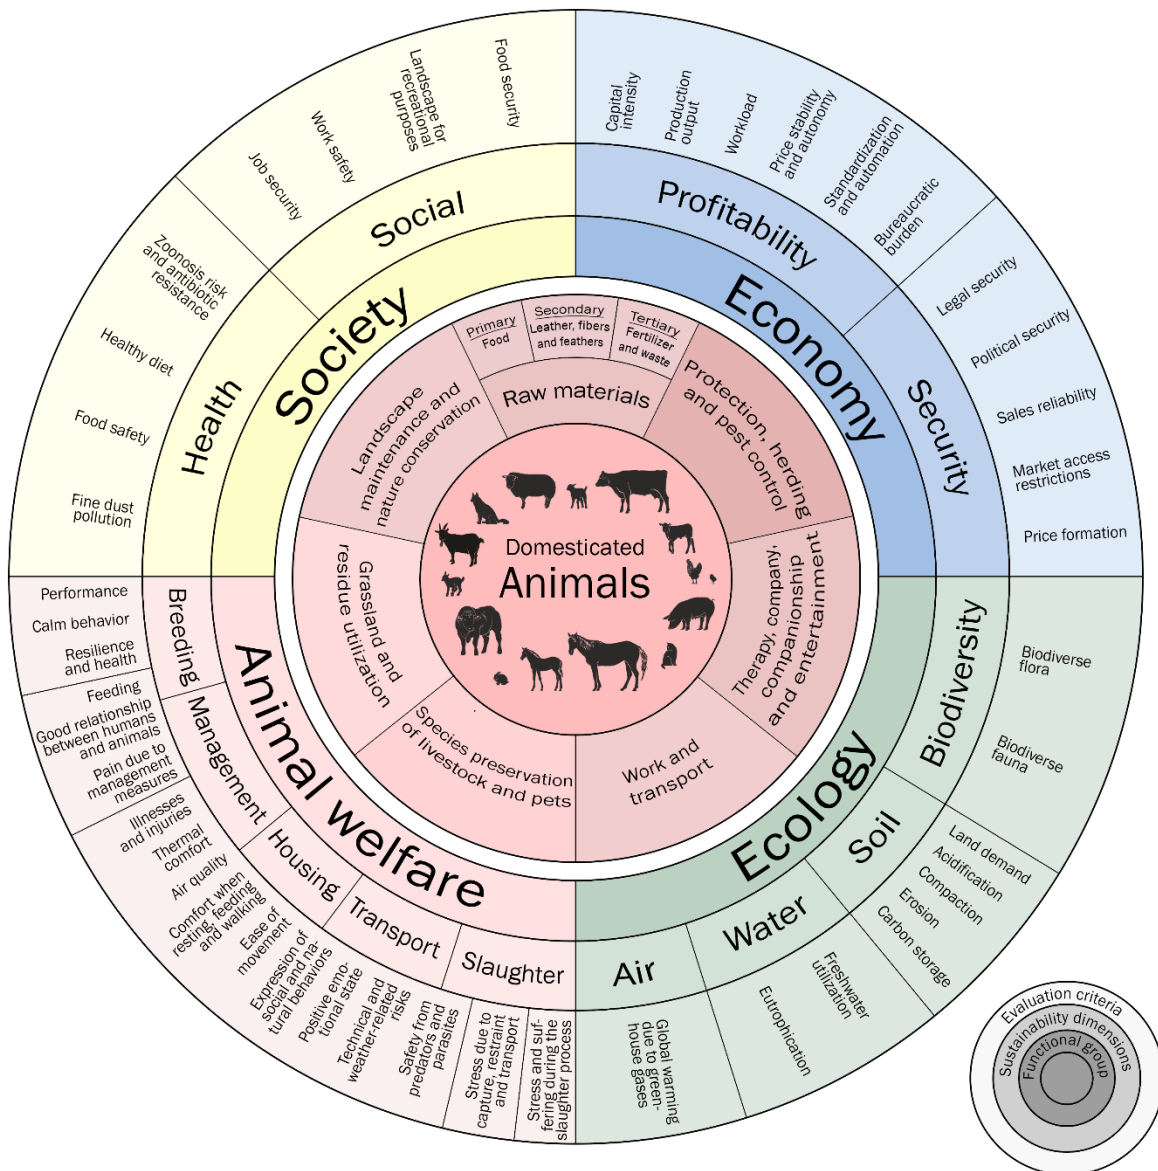 Food security
Landscape for
recreational
purposes
Work safety
Job security
Zoonosis risk
and antibiotic
resistance
Healthy diet
Food safety
Fine dust
pollution
Social
Health
Society
Capital
intensity
Production
output
Workload
Price stability
and autonomy
Standardization
and automation
Bureaucratic
burden
Legal security
Political security
Sales reliability
Market access
restrictions
Price formation
Profitability
Security
Economy
Primary
Food
Secondary
Leather, fibers
and feathers
Tertiary
Fertilizer
and waste
Raw materials
Protection, herding
and pest control
Therapy, company,
companionship
and entertainment
Work and
transport
Species preservation
of livestock and pets
Grassland and
residue utilization
Landscape
maintenance and
nature conservation
Domesticated
Animals
Performance
Calm behavior
Resilience
and health
Feeding
Good relationship
between humans
and animals
Pain due to
management
measures
Illnesses
and injuries
Thermal
comfort
Air quality
Comfort when
resting, feeding
and walking
Ease of
movement
Expression of
social and na-
tural behaviors
Positive emo-
tional state
Technical and
weather-related
risks
Safety from
predators and
parasites
Stress due to
capture, restraint
and transport
Stress and suf-
fering during the
slaughter process
Breeding
Management
Housing
Transport
Slaughter
Animal welfare
Biodiverse
flora
Biodiverse
fauna
Land demand
Acidification
Compaction
Erosion
Carbon storage
Freshwater
utilization
Eutrophication
Global warming
due to green-
house gases
Biodiversity
Soil
Water
Air
Ecology
Evaluation criteria
Sustainability dimensions
Functional group